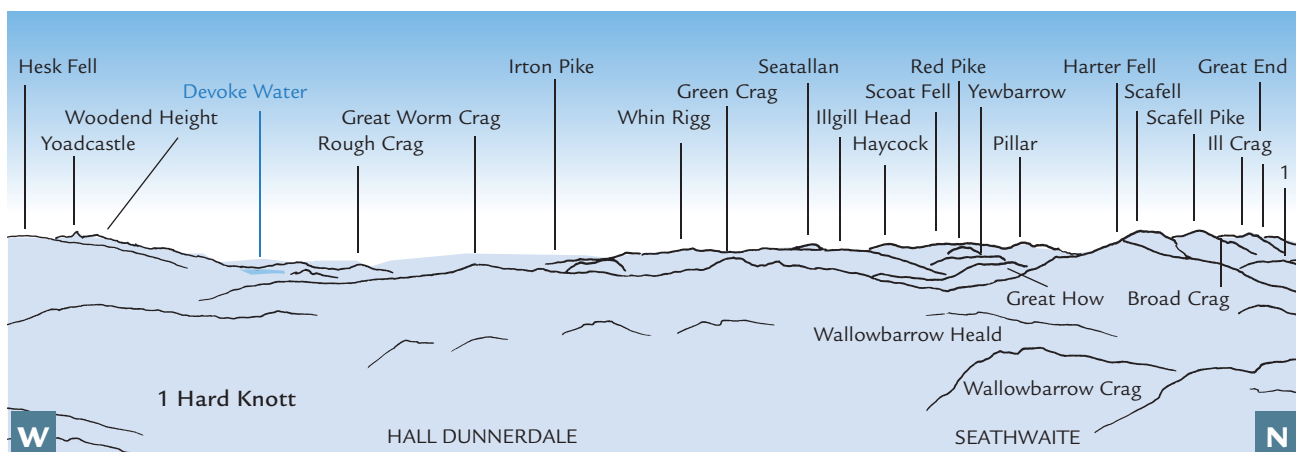 Hesk Fell
Irton Pike
Seatallan
Red Pike
Harter Fell
Great End
Devoke Water
Green Crag
Scoat Fell
Yewbarrow
Scafell
Woodend Height
Great Worm Crag
Whin Rigg
Illgill Head
Scafell Pike
Yoadcastle
Rough Crag
Haycock
Pillar
Ill Crag
1
Great How
Broad Crag
Wallowbarrow Heald
Wallowbarrow Crag
1 Hard Knott
W
HALL DUNNERDALE
SEATHWAITE
N